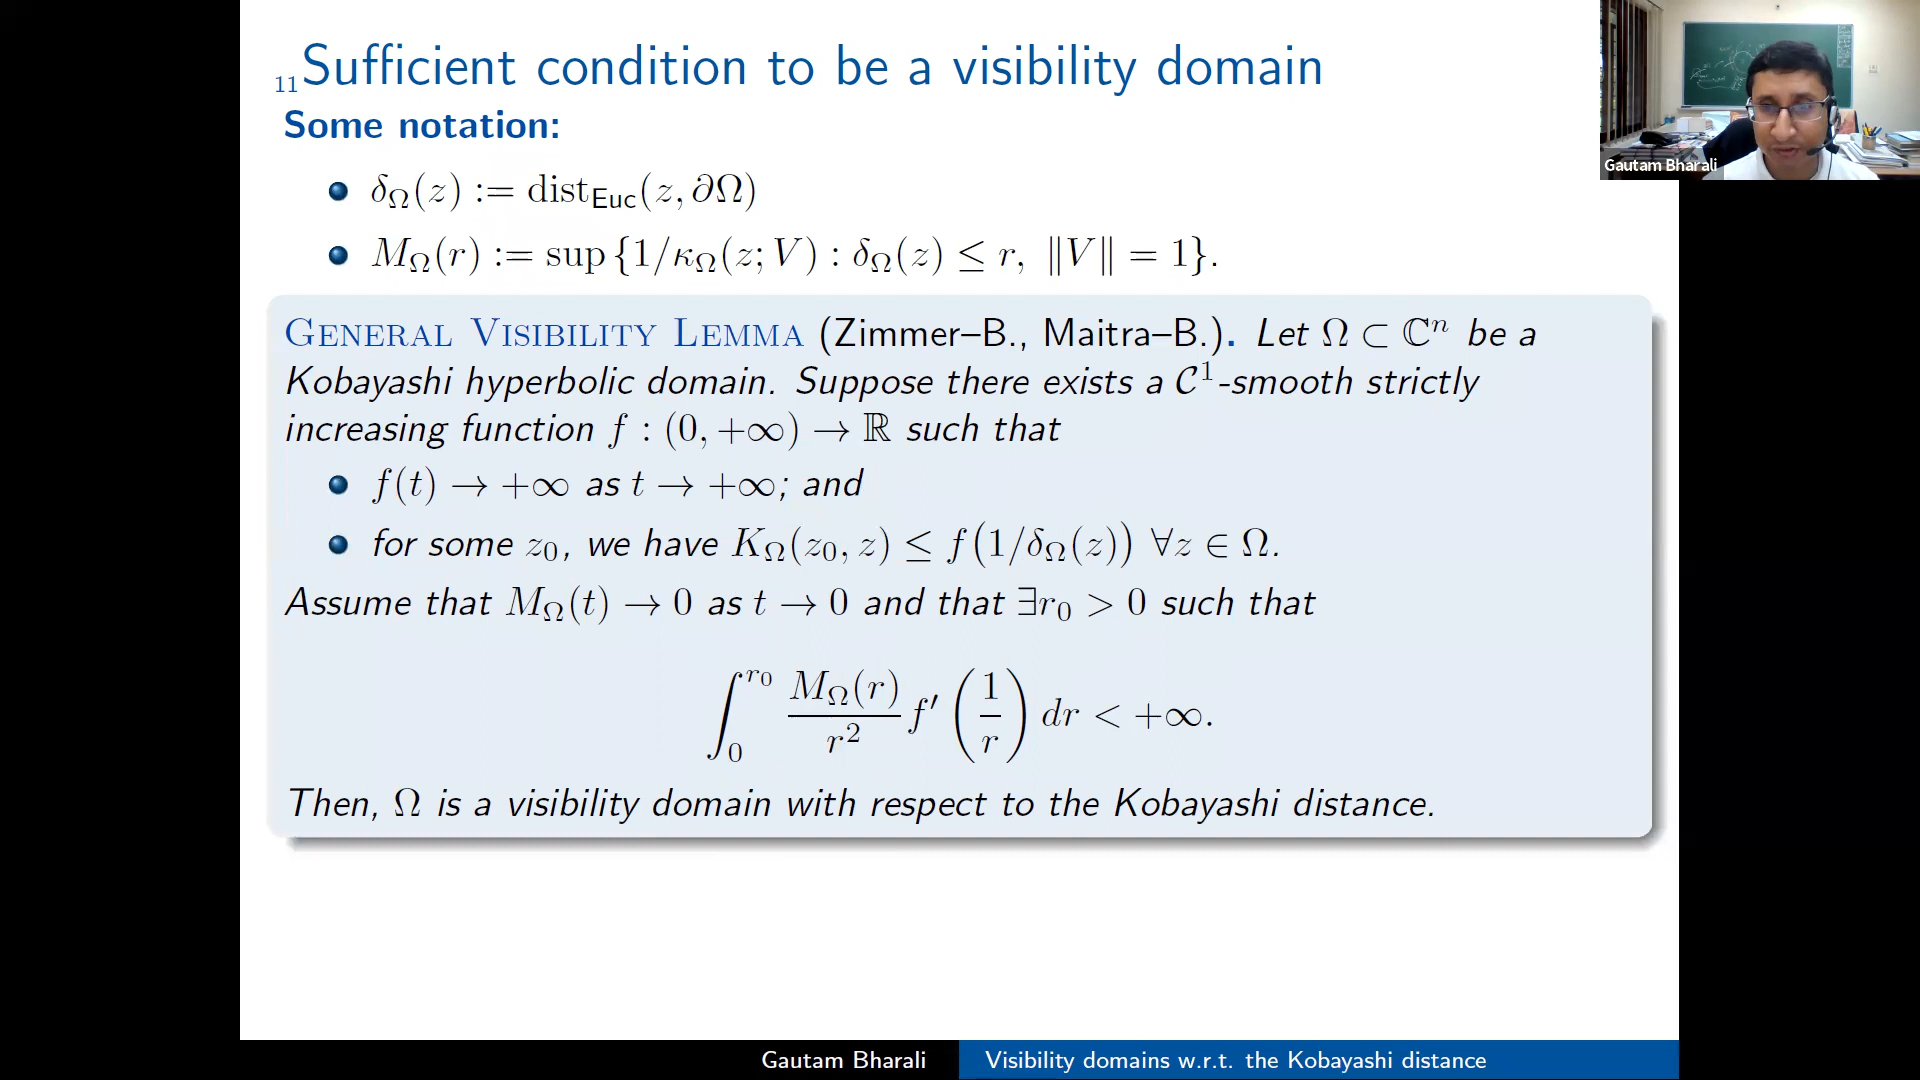 11 Sufficient condition to be a visibility domain
Some notation:
• δ_Ω(z) := dist_Euc(z, ∂Ω)
• M_Ω(r) := sup {1/κ_Ω(z; V) : δ_Ω(z) ≤ r, ‖V‖ = 1}.
General Visibility Lemma (Zimmer–B., Maitra–B.). Let Ω ⊂ ℂⁿ be a
Kobayashi hyperbolic domain. Suppose there exists a 𝒞¹-smooth strictly
increasing function f : (0, +∞) → ℝ such that
• f(t) → +∞ as t → +∞; and
• for some z₀, we have K_Ω(z₀, z) ≤ f(1/δ_Ω(z)) ∀z ∈ Ω.
Assume that M_Ω(t) → 0 as t → 0 and that ∃r₀ > 0 such that
∫₀^{r₀} M_Ω(r)/r² f′(1/r) dr < +∞.
Then, Ω is a visibility domain with respect to the Kobayashi distance.
Gautam Bharali
Gautam Bharali Visibility domains w.r.t. the Kobayashi distance